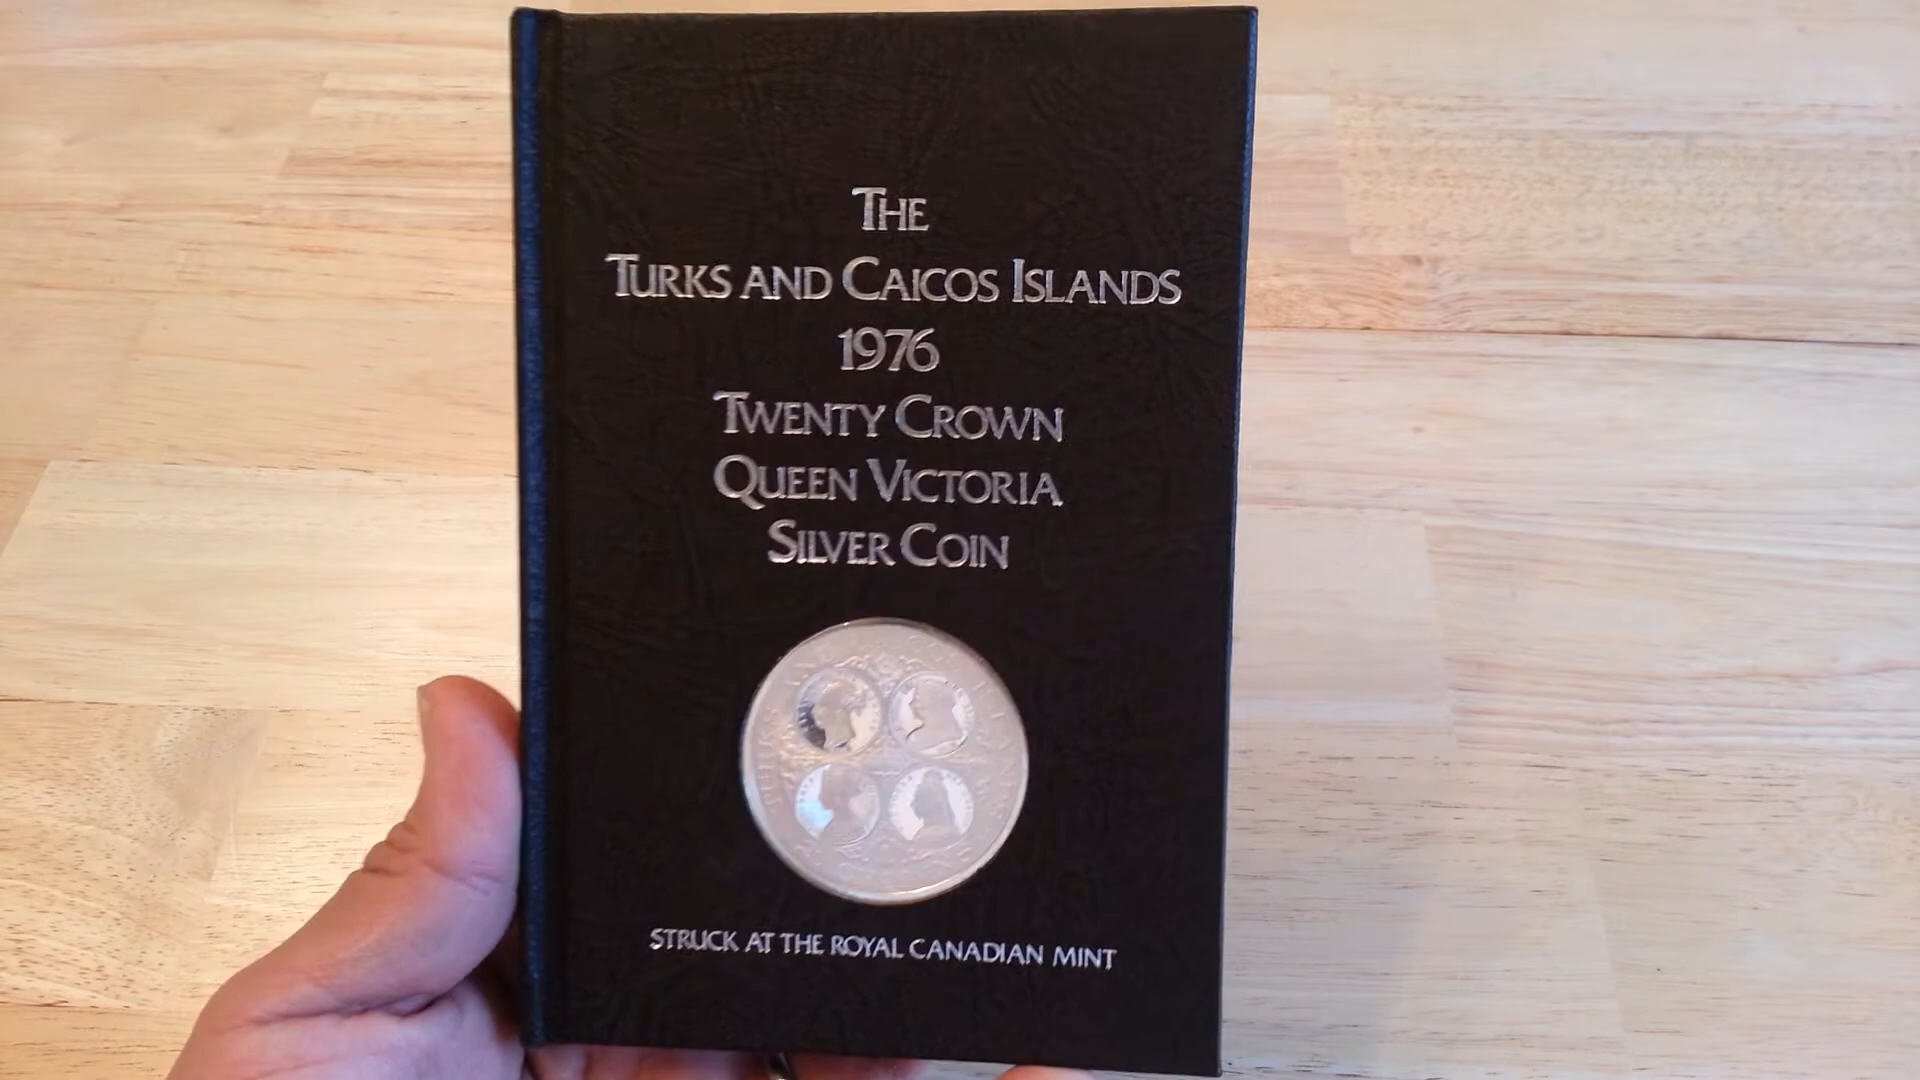 THE
TURKS AND CAICOS ISLANDS
1976
TWENTY CROWN
QUEEN VICTORIA
SILVER COIN
STRUCK AT THE ROYAL CANADIAN MINT